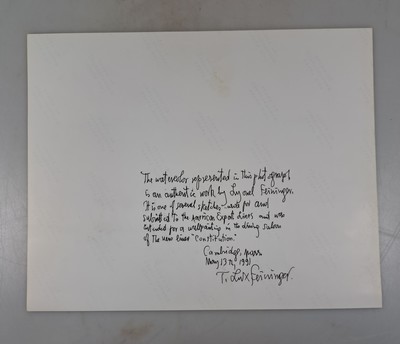 "The watercolor represented in this photograph
is an authentic work by Lyonel Feininger.
It is one of several sketches made for and
submitted to the American Export Lines and was
intended for a wallpainting in the dining saloon
of the new liner "Constitution."
Cambridge, Mass
May 13th, 1991
T. Lux Feininger.